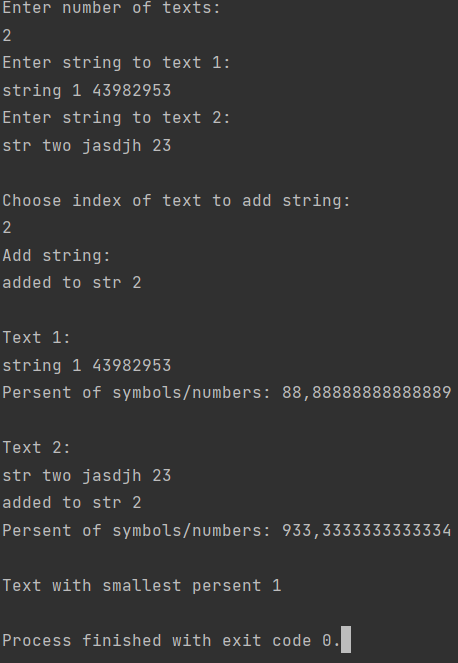 Enter number of texts:
2
Enter string to text 1:
string 1 43982953
Enter string to text 2:
str two jasdjh 23
Choose index of text to add string:
2
Add string:
added to str 2
Text 1:
string 1 43982953
Persent of symbols/numbers: 88,88888888888889
Text 2:
str two jasdjh 23
added to str 2
Persent of symbols/numbers: 933,3333333333334
Text with smallest persent 1
Process finished with exit code 0.